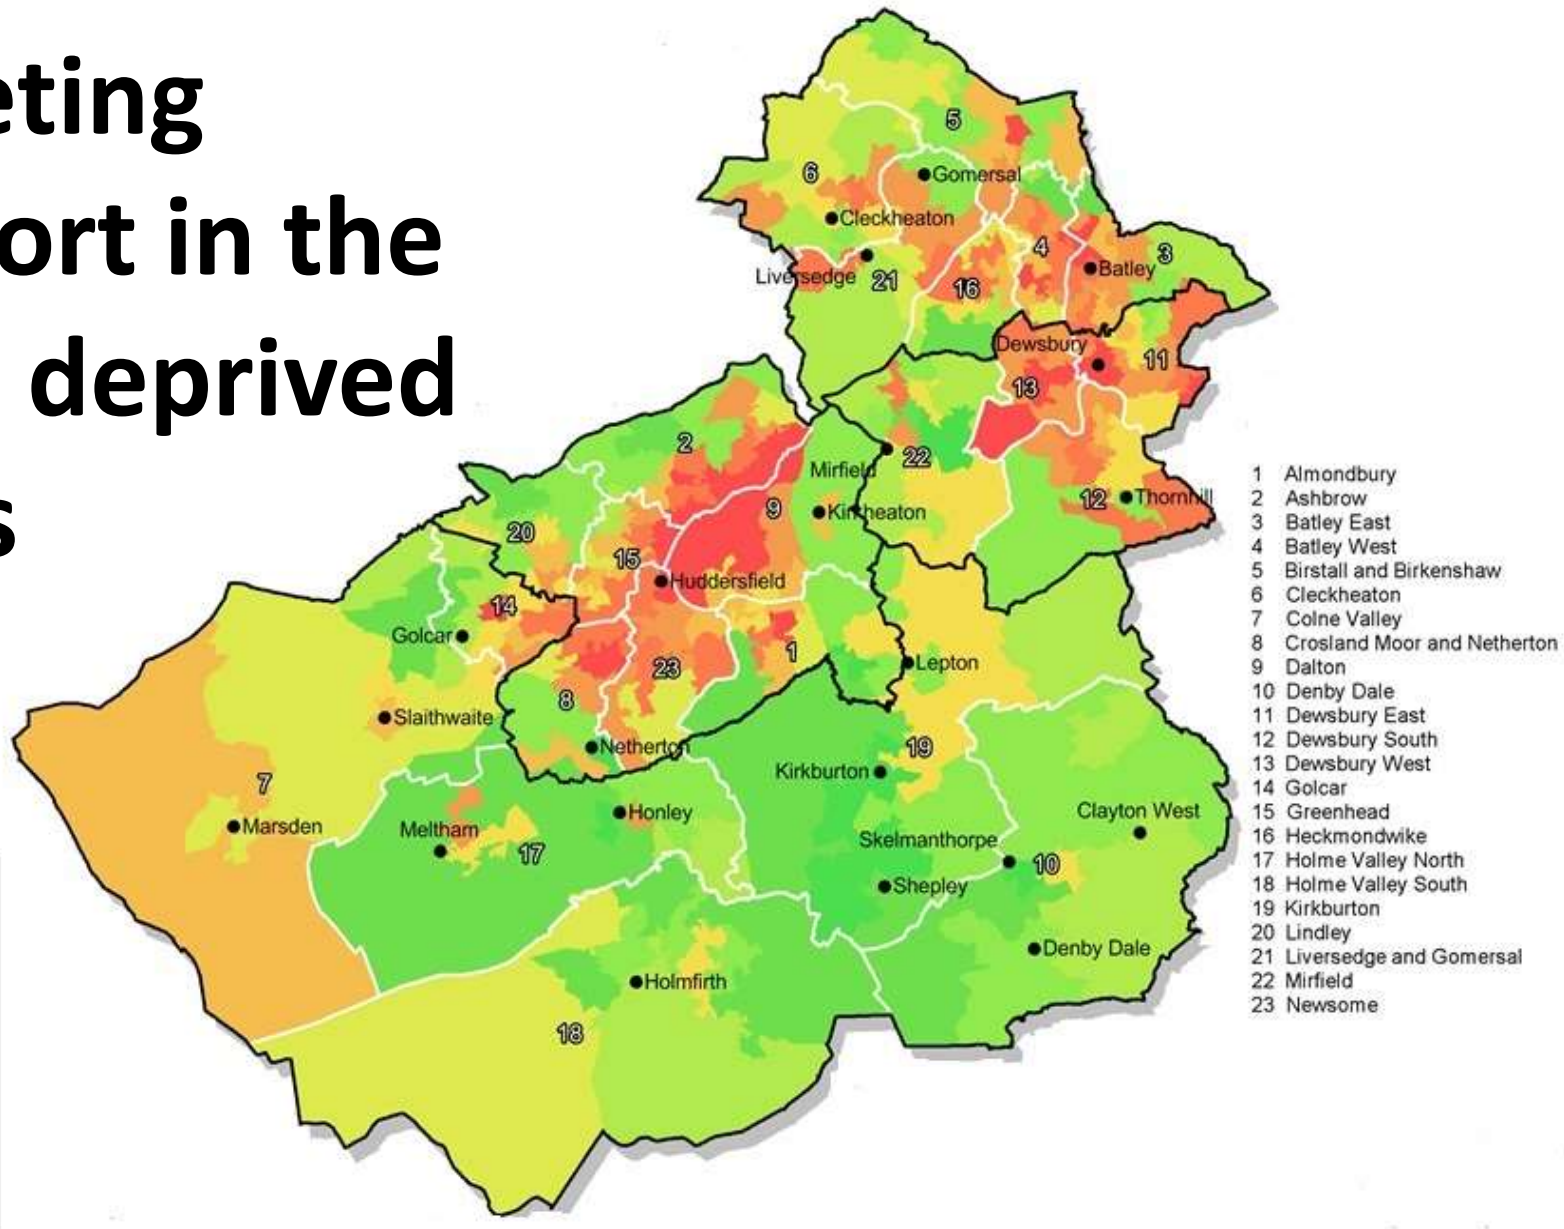 eting
ort in the
deprived
s
5
6
Gomersal
Cleckheaton
4
3
Batley
Liversedge
21
16
Dewsbury
11
13
2
Mirfield
22
9
Kirkheaton
12
Thornhill
20
15
Huddersfield
14
Golcar
1
23
Lepton
8
Slaithwaite
Netherton
19
Kirkburton
7
Marsden
Honley
Meltham
17
Clayton West
Skelmanthorpe
10
Shepley
Denby Dale
Holmfirth
18
1 Almondbury
2 Ashbrow
3 Batley East
4 Batley West
5 Birstall and Birkenshaw
6 Cleckheaton
7 Colne Valley
8 Crosland Moor and Netherton
9 Dalton
10 Denby Dale
11 Dewsbury East
12 Dewsbury South
13 Dewsbury West
14 Golcar
15 Greenhead
16 Heckmondwike
17 Holme Valley North
18 Holme Valley South
19 Kirkburton
20 Lindley
21 Liversedge and Gomersal
22 Mirfield
23 Newsome